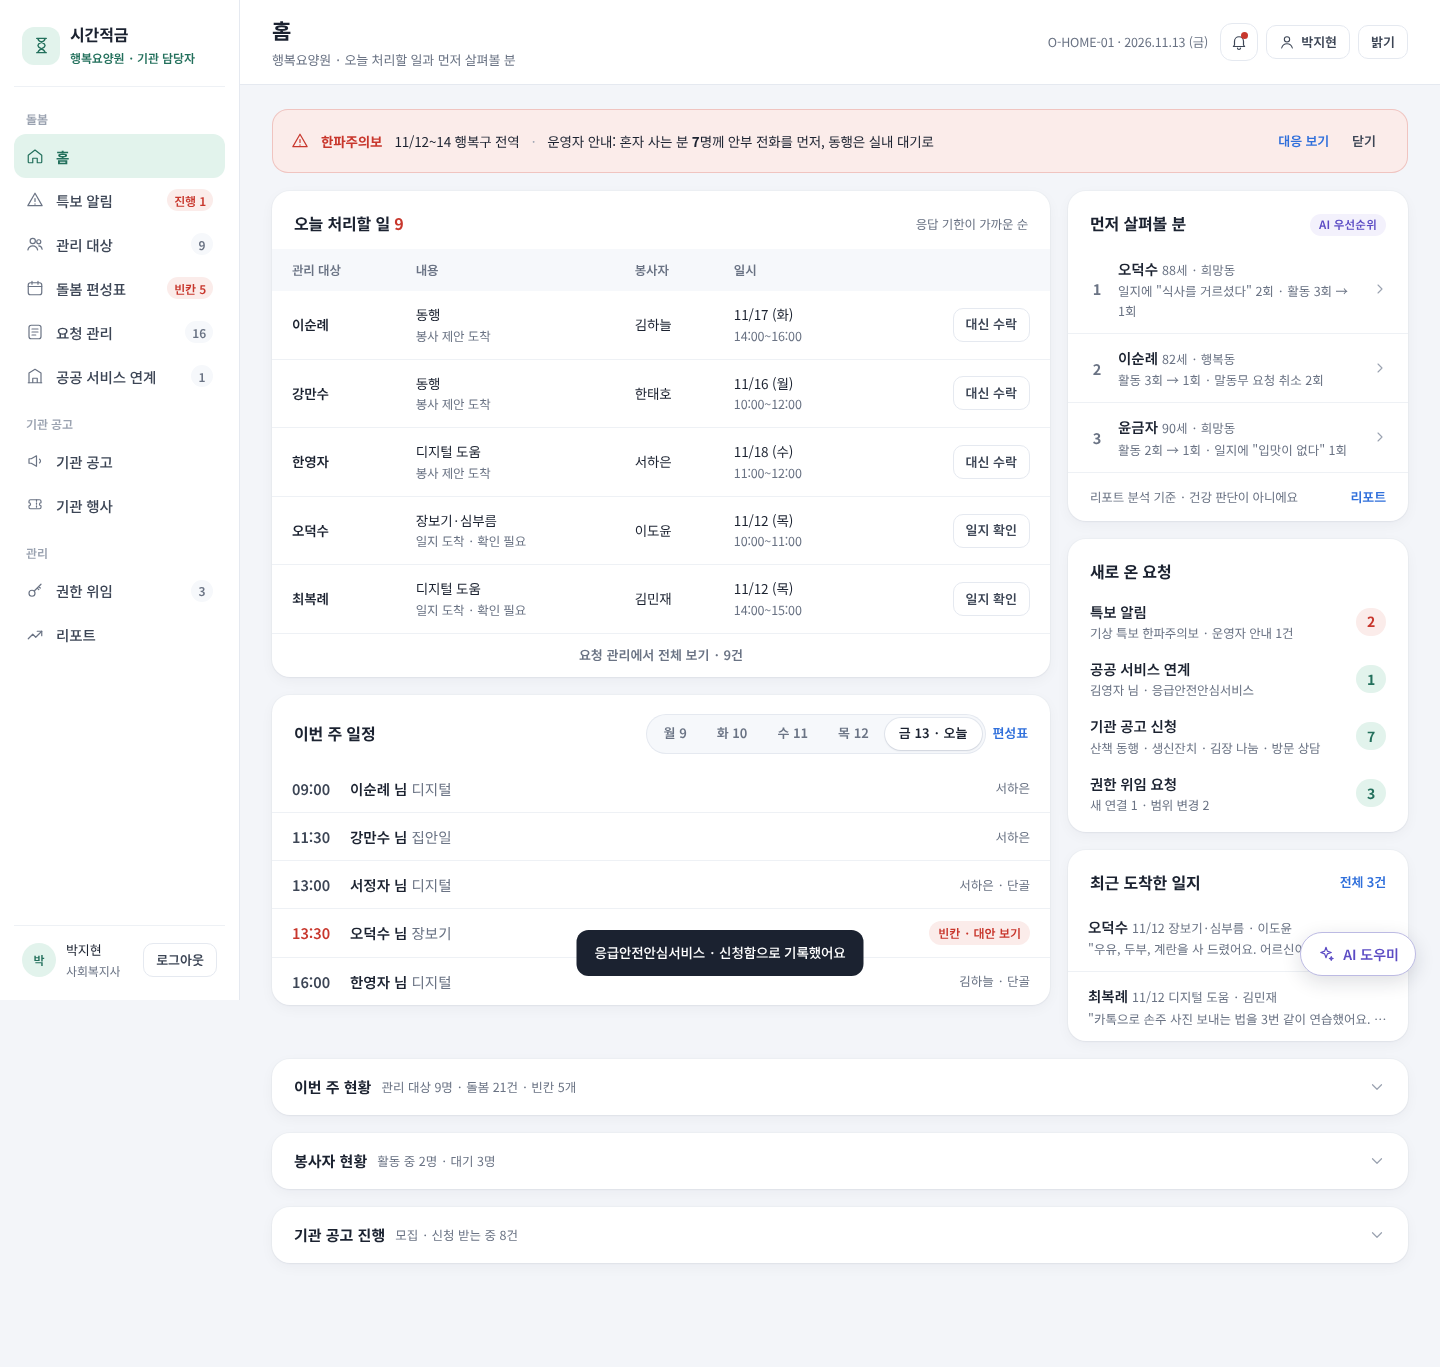 시간적금
행복요양원 · 기관 담당자
돌봄
홈
특보 알림 진행 1
관리 대상 9
돌봄 편성표 빈칸 5
요청 관리 16
공공 서비스 연계 1
기관 공고
기관 공고
기관 행사
관리
권한 위임 3
리포트
박 박지현
사회복지사
로그아웃
홈
행복요양원 · 오늘 처리할 일과 먼저 살펴볼 분
O-HOME-01 · 2026.11.13 (금) 박지현 밝기
한파주의보 11/12~14 행복구 전역 · 운영자 안내: 혼자 사는 분 7명께 안부 전화를 먼저, 동행은 실내 대기로 대응 보기 닫기
오늘 처리할 일 9 응답 기한이 가까운 순
관리 대상 내용 봉사자 일시
이순례 동행 김하늘 11/17 (화) 대신 수락
봉사 제안 도착 14:00~16:00
강만수 동행 한태호 11/16 (월) 대신 수락
봉사 제안 도착 10:00~12:00
한영자 디지털 도움 서하은 11/18 (수) 대신 수락
봉사 제안 도착 11:00~12:00
오덕수 장보기·심부름 이도윤 11/12 (목) 일지 확인
일지 도착 · 확인 필요 10:00~11:00
최복례 디지털 도움 김민재 11/12 (목) 일지 확인
일지 도착 · 확인 필요 14:00~15:00
요청 관리에서 전체 보기 · 9건
이번 주 일정 월 9 화 10 수 11 목 12 금 13 · 오늘 편성표
09:00 이순례 님 디지털 서하은
11:30 강만수 님 집안일 서하은
13:00 서정자 님 디지털 서하은 · 단골
13:30 오덕수 님 장보기 빈칸 · 대안 보기
16:00 한영자 님 디지털 김하늘 · 단골
응급안전안심서비스 · 신청함으로 기록했어요
먼저 살펴볼 분 AI 우선순위
1 오덕수 88세 · 희망동
일지에 "식사를 거르셨다" 2회 · 활동 3회 →
1회
2 이순례 82세 · 행복동
활동 3회 → 1회 · 말동무 요청 취소 2회
3 윤금자 90세 · 희망동
활동 2회 → 1회 · 일지에 "입맛이 없다" 1회
리포트 분석 기준 · 건강 판단이 아니에요 리포트
새로 온 요청
특보 알림 2
기상 특보 한파주의보 · 운영자 안내 1건
공공 서비스 연계 1
김영자 님 · 응급안전안심서비스
기관 공고 신청 7
산책 동행 · 생신잔치 · 김장 나눔 · 방문 상담
권한 위임 요청 3
새 연결 1 · 범위 변경 2
최근 도착한 일지 전체 3건
오덕수 11/12 장보기·심부름 · 이도윤
"우유, 두부, 계란을 사 드렸어요. 어르신이
AI 도우미
최복례 11/12 디지털 도움 · 김민재
"카톡으로 손주 사진 보내는 법을 3번 같이 연습했어요. …
이번 주 현황 관리 대상 9명 · 돌봄 21건 · 빈칸 5개
봉사자 현황 활동 중 2명 · 대기 3명
기관 공고 진행 모집 · 신청 받는 중 8건